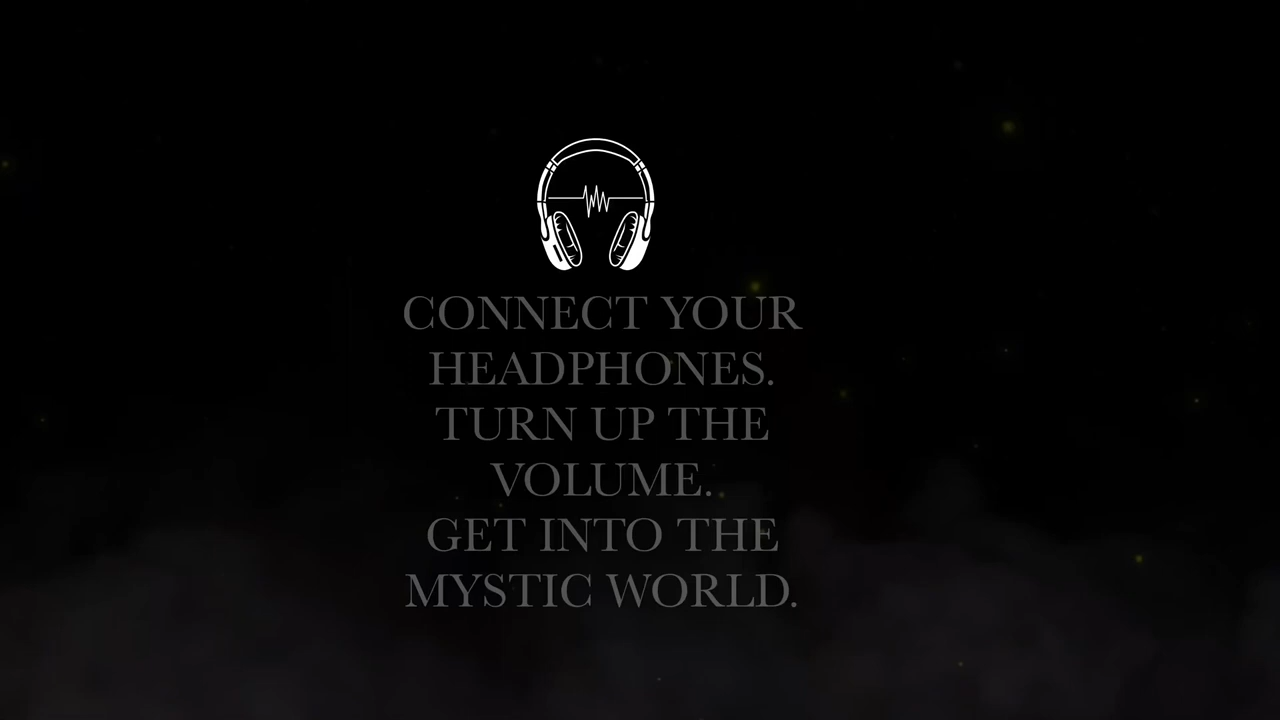 CONNECT YOUR
HEADPHONES.
TURN UP THE
VOLUME.
GET INTO THE
MYSTIC WORLD.